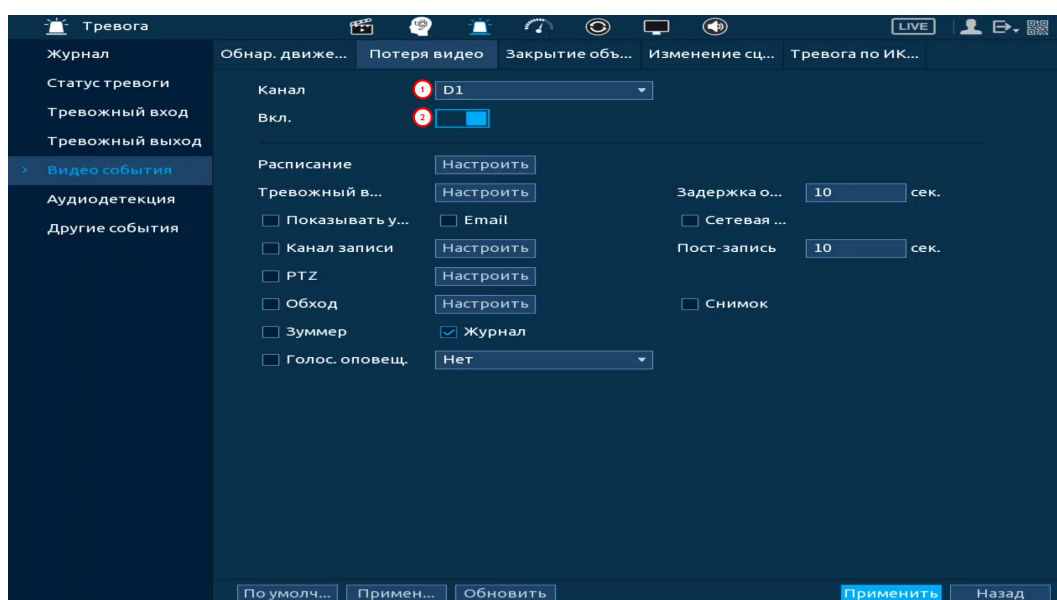 Тревога LIVE
Журнал
Статус тревоги
Тревожный вход
Тревожный выход
> Видео события
Аудиодетекция
Другие события
Обнар. движе... Потеря видео Закрытие объ... Изменение сц... Тревога по ИК...
Канал 1 D1
Вкл. 2
Расписание Настроить
Тревожный в... Настроить Задержка о... 10 сек.
Показывать у... Email Сетевая ...
Канал записи Настроить Пост-запись 10 сек.
PTZ Настроить
Обход Настроить Снимок
Зуммер Журнал
Голос. оповещ. Нет
По умолч... Примен... Обновить Применить Назад